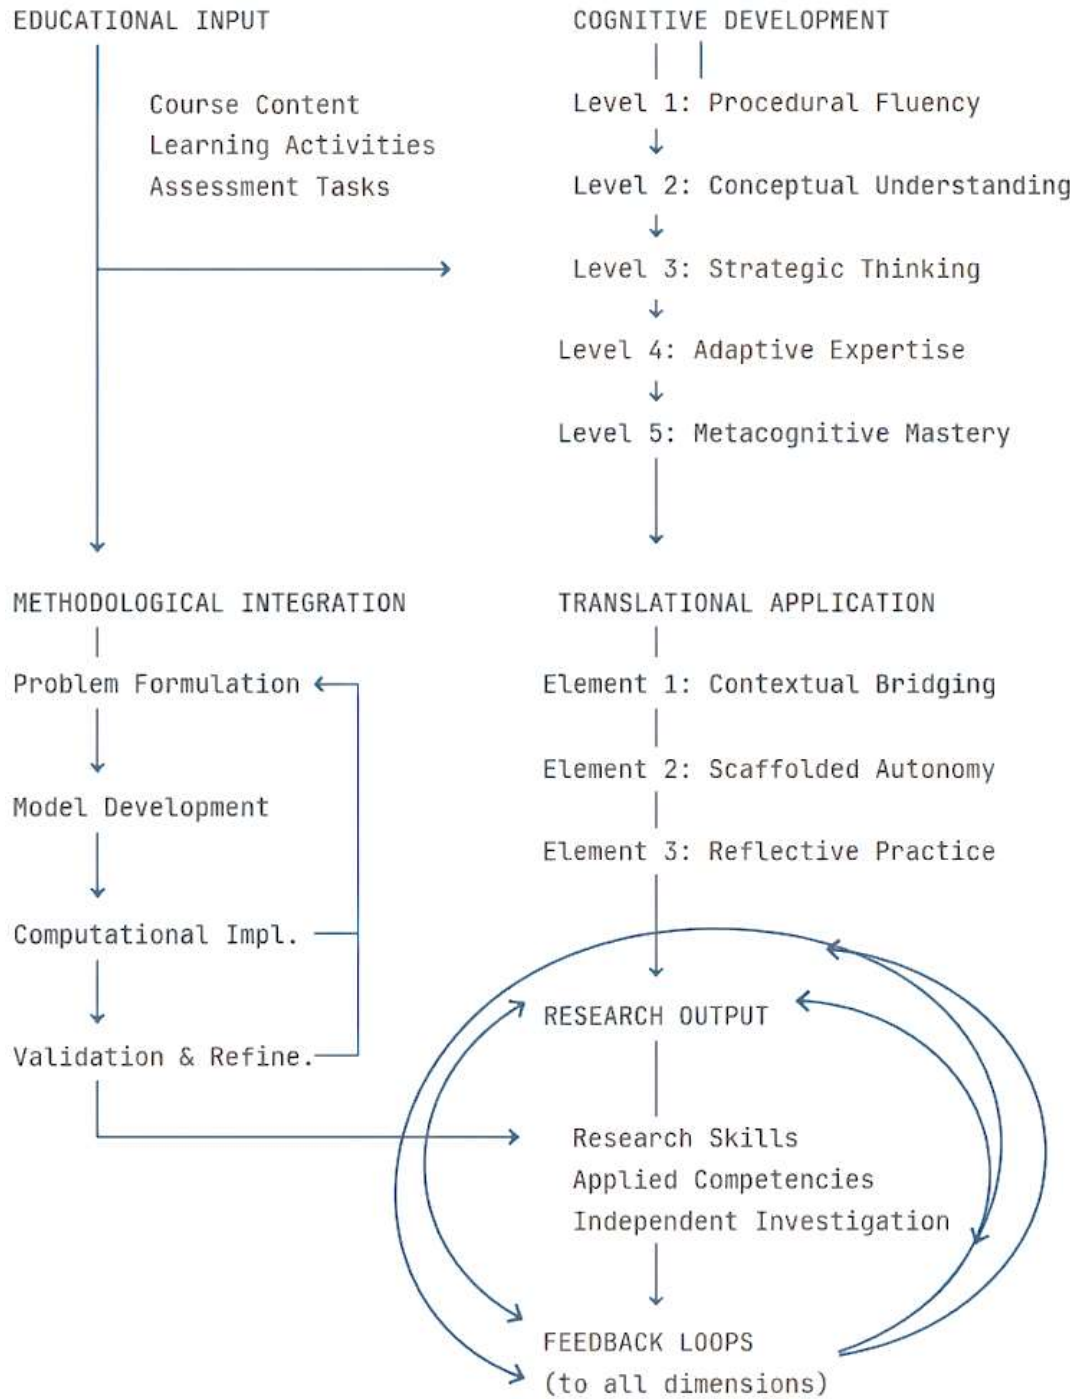 EDUCATIONAL INPUT
Course Content
Learning Activities
Assessment Tasks
COGNITIVE DEVELOPMENT
Level 1: Procedural Fluency
Level 2: Conceptual Understanding
Level 3: Strategic Thinking
Level 4: Adaptive Expertise
Level 5: Metacognitive Mastery
METHODOLOGICAL INTEGRATION
Problem Formulation
Model Development
Computational Impl.
Validation & Refine.
TRANSLATIONAL APPLICATION
Element 1: Contextual Bridging
Element 2: Scaffolded Autonomy
Element 3: Reflective Practice
RESEARCH OUTPUT
Research Skills
Applied Competencies
Independent Investigation
FEEDBACK LOOPS
(to all dimensions)